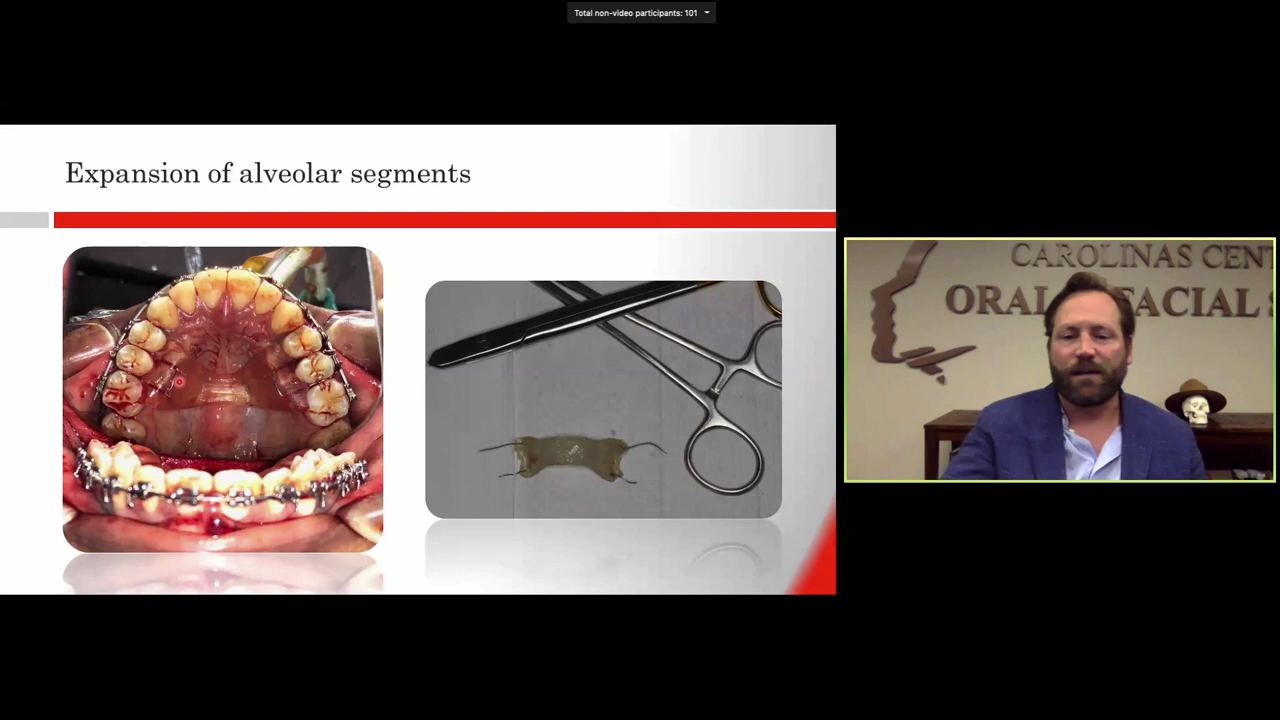 Total non-video participants: 101
Expansion of alveolar segments
CAROLINAS CENT
ORAL FACIAL S